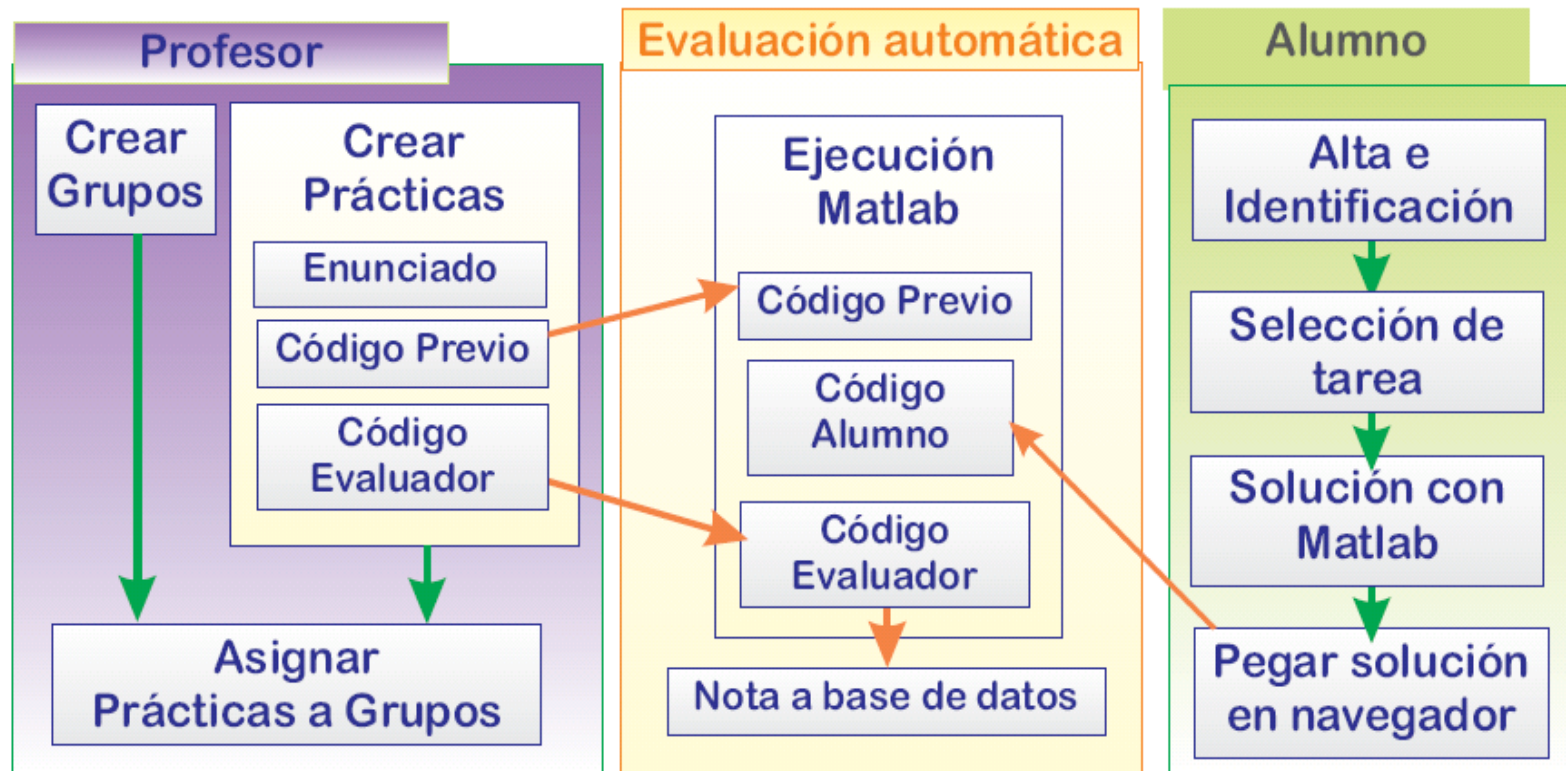 Profesor
Crear
Grupos
Crear
Prácticas
Enunciado
Código Previo
Código
Evaluador
Asignar
Prácticas a Grupos
Evaluación automática
Ejecución
Matlab
Código Previo
Código
Alumno
Código
Evaluador
Nota a base de datos
Alumno
Alta e
Identificación
Selección de
tarea
Solución con
Matlab
Pegar solución
en navegador